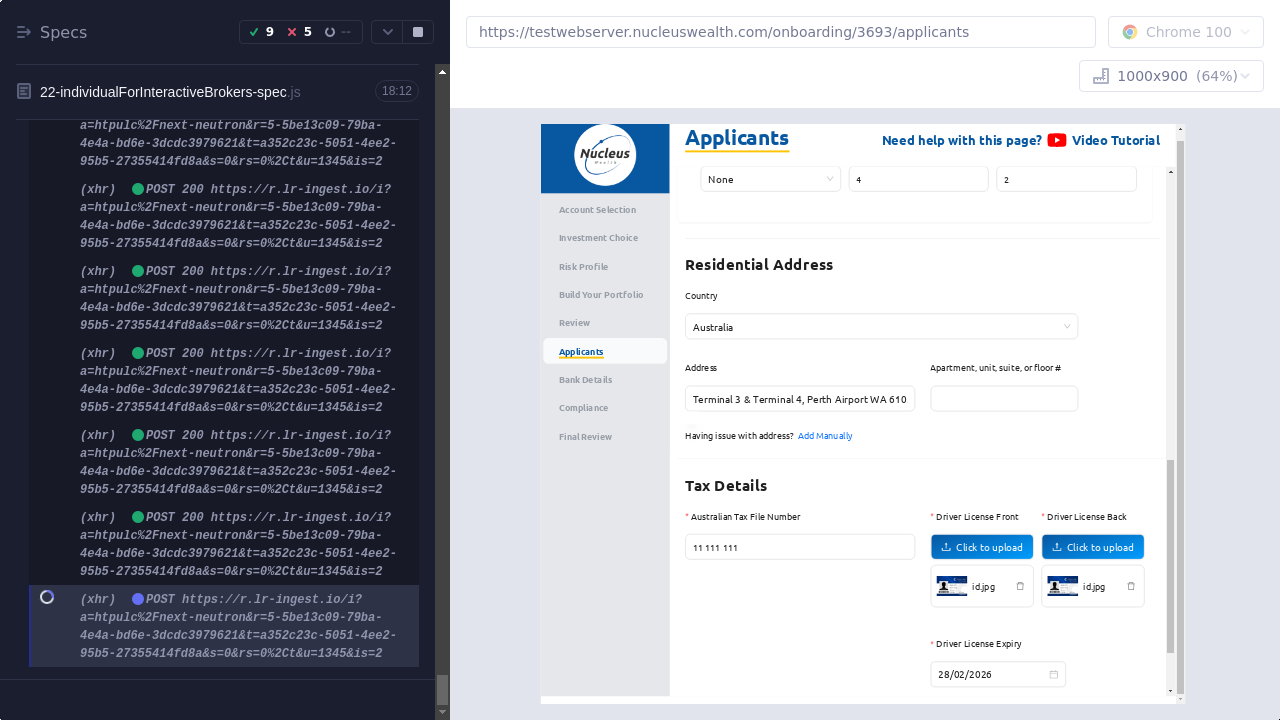 Specs
9
5
--
https://testwebserver.nucleuswealth.com/onboarding/3693/applicants
Chrome 100
1000x900 (64%)
22-individualForInteractiveBrokers-spec.js
18:12
a=htpulc%2Fnext-neutron&r=5-5be13c09-79ba-
4e4a-bd6e-3dcdc3979621&t=a352c23c-5051-4ee2-
95b5-27355414fd8a&s=0&rs=0%2Ct&u=1345&is=2
(xhr) POST 200 https://r.lr-ingest.io/i?
a=htpulc%2Fnext-neutron&r=5-5be13c09-79ba-
4e4a-bd6e-3dcdc3979621&t=a352c23c-5051-4ee2-
95b5-27355414fd8a&s=0&rs=0%2Ct&u=1345&is=2
(xhr) POST 200 https://r.lr-ingest.io/i?
a=htpulc%2Fnext-neutron&r=5-5be13c09-79ba-
4e4a-bd6e-3dcdc3979621&t=a352c23c-5051-4ee2-
95b5-27355414fd8a&s=0&rs=0%2Ct&u=1345&is=2
(xhr) POST 200 https://r.lr-ingest.io/i?
a=htpulc%2Fnext-neutron&r=5-5be13c09-79ba-
4e4a-bd6e-3dcdc3979621&t=a352c23c-5051-4ee2-
95b5-27355414fd8a&s=0&rs=0%2Ct&u=1345&is=2
(xhr) POST 200 https://r.lr-ingest.io/i?
a=htpulc%2Fnext-neutron&r=5-5be13c09-79ba-
4e4a-bd6e-3dcdc3979621&t=a352c23c-5051-4ee2-
95b5-27355414fd8a&s=0&rs=0%2Ct&u=1345&is=2
(xhr) POST 200 https://r.lr-ingest.io/i?
a=htpulc%2Fnext-neutron&r=5-5be13c09-79ba-
4e4a-bd6e-3dcdc3979621&t=a352c23c-5051-4ee2-
95b5-27355414fd8a&s=0&rs=0%2Ct&u=1345&is=2
(xhr) POST https://r.lr-ingest.io/i?
a=htpulc%2Fnext-neutron&r=5-5be13c09-79ba-
4e4a-bd6e-3dcdc3979621&t=a352c23c-5051-4ee2-
95b5-27355414fd8a&s=0&rs=0%2Ct&u=1345&is=2
Nucleus
Wealth
Account Selection
Investment Choice
Risk Profile
Build Your Portfolio
Review
Applicants
Bank Details
Compliance
Final Review
Applicants
Need help with this page? Video Tutorial
None
4
2
Residential Address
Country
Australia
Address
Apartment, unit, suite, or floor #
Terminal 3 & Terminal 4, Perth Airport WA 610
Having issue with address? Add Manually
Tax Details
* Australian Tax File Number
* Driver License Front
* Driver License Back
11 111 111
Click to upload
Click to upload
id.jpg
id.jpg
* Driver License Expiry
28/02/2026